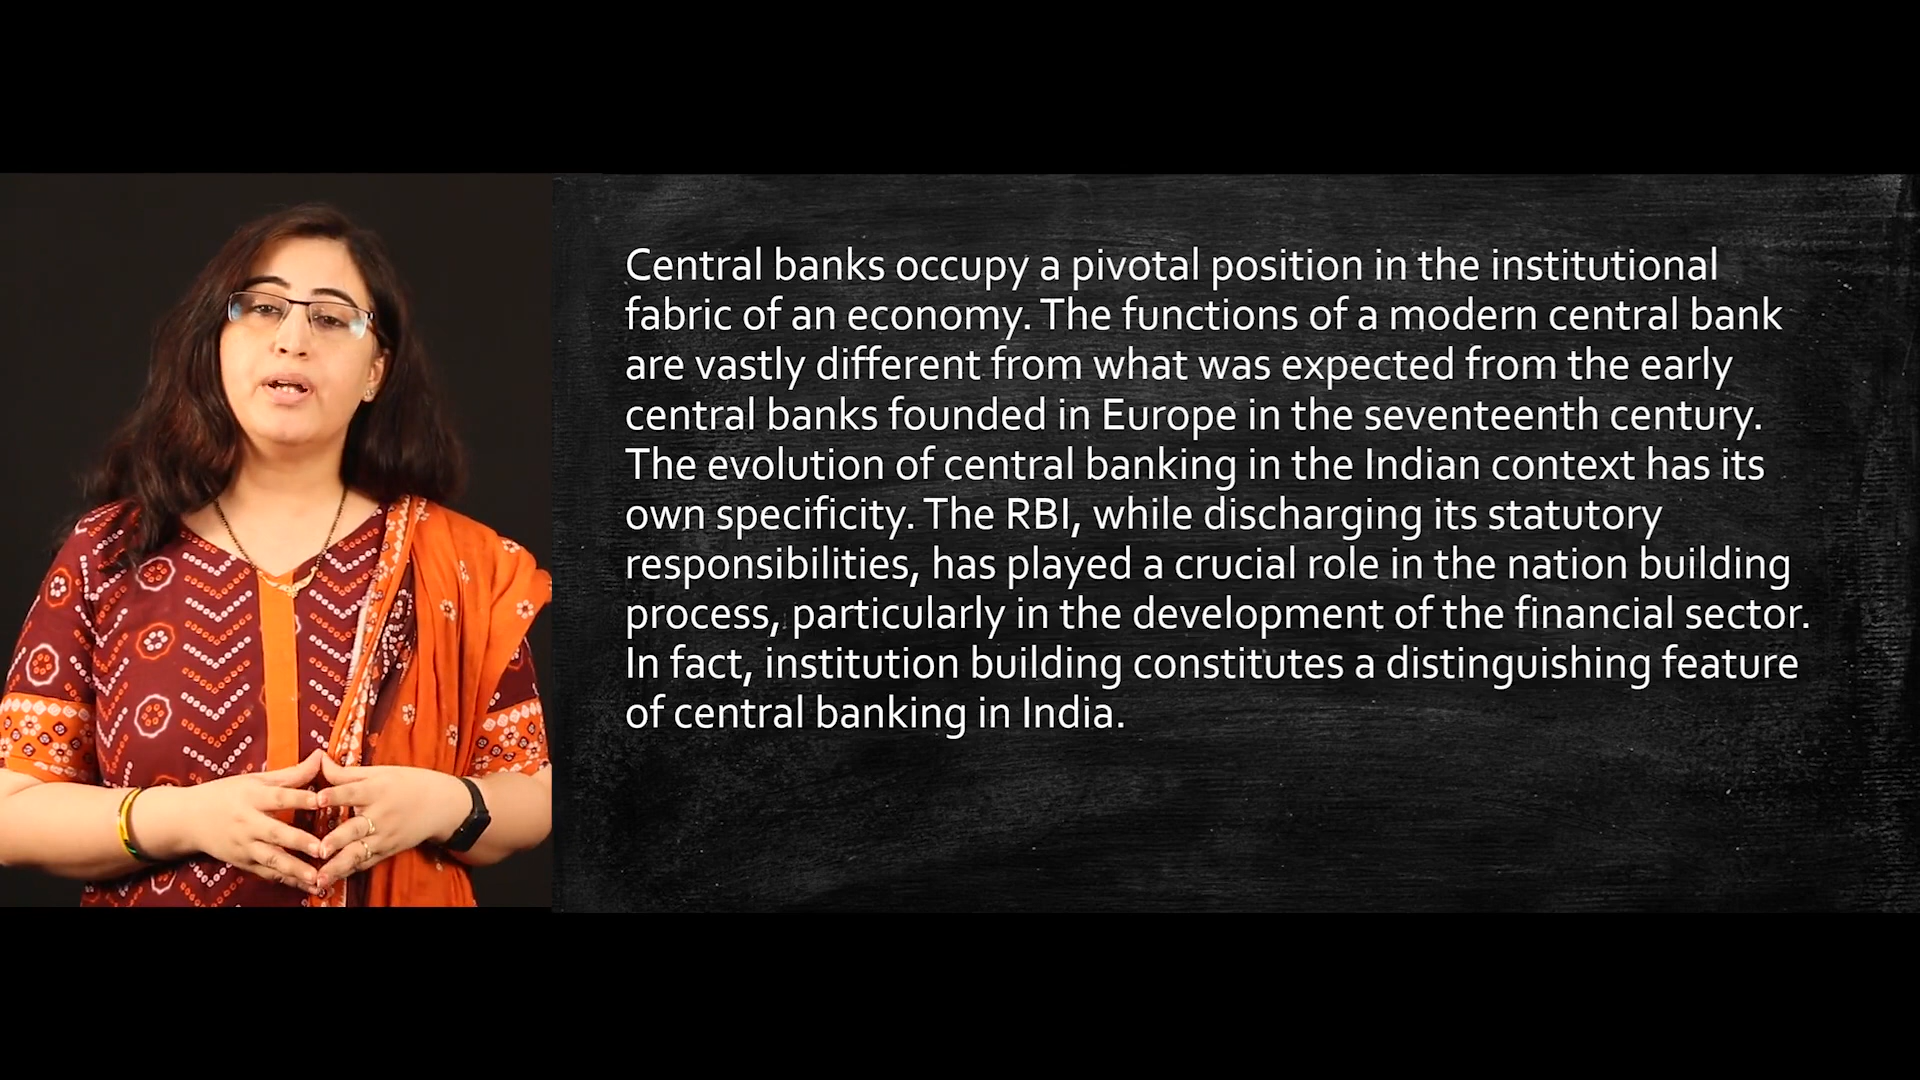 Central banks occupy a pivotal position in the institutional
fabric of an economy. The functions of a modern central bank
are vastly different from what was expected from the early
central banks founded in Europe in the seventeenth century.
The evolution of central banking in the Indian context has its
own specificity. The RBI, while discharging its statutory
responsibilities, has played a crucial role in the nation building
process, particularly in the development of the financial sector.
In fact, institution building constitutes a distinguishing feature
of central banking in India.